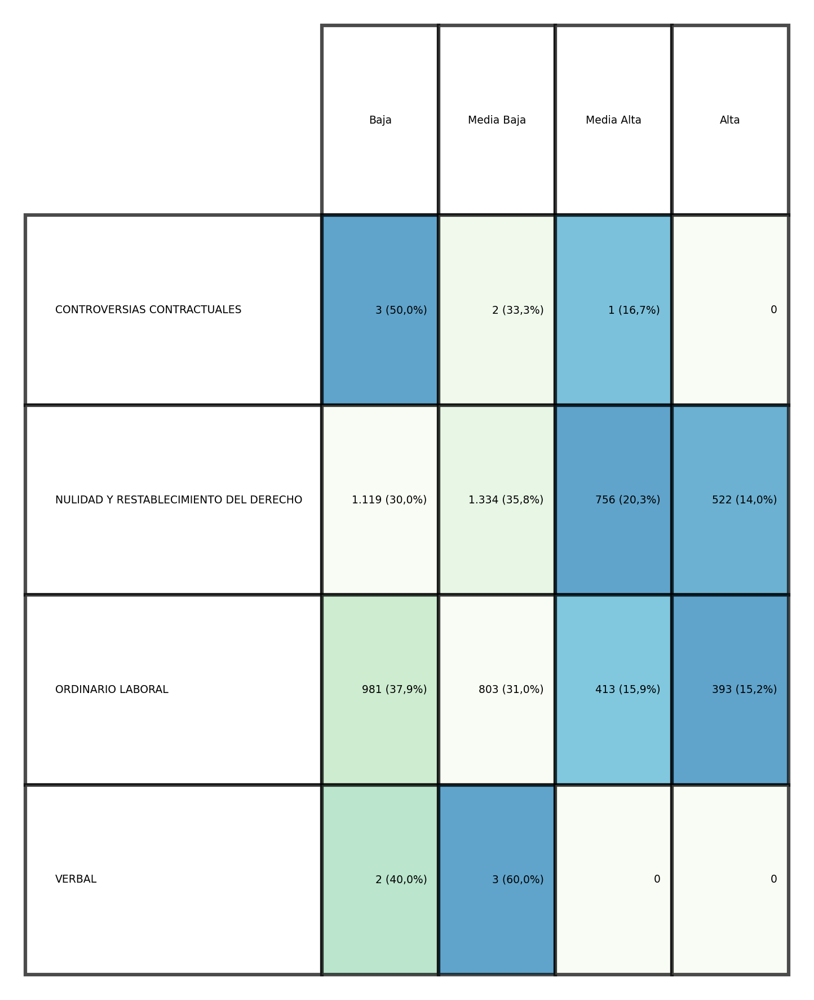 Baja Media Baja Media Alta Alta
CONTROVERSIAS CONTRACTUALES 3 (50,0%) 2 (33,3%) 1 (16,7%) 0
NULIDAD Y RESTABLECIMIENTO DEL DERECHO 1.119 (30,0%) 1.334 (35,8%) 756 (20,3%) 522 (14,0%)
ORDINARIO LABORAL 981 (37,9%) 803 (31,0%) 413 (15,9%) 393 (15,2%)
VERBAL 2 (40,0%) 3 (60,0%) 0 0